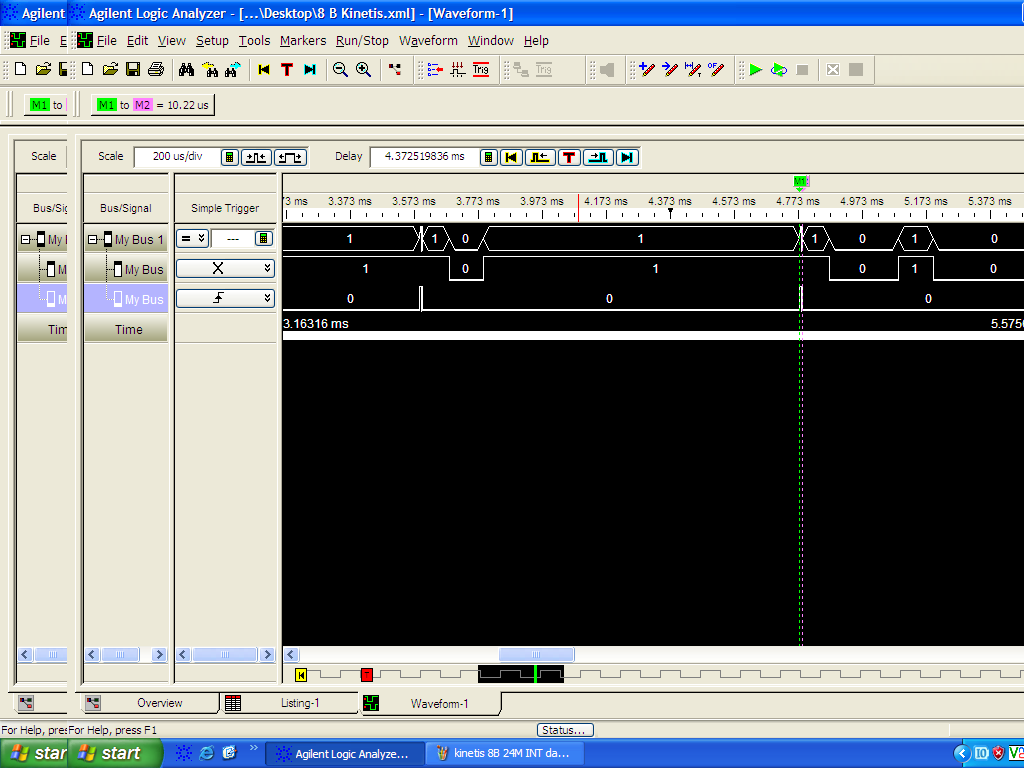 Agilent Agilent Logic Analyzer - [...\Desktop\8 B Kinetis.xml] - [Waveform-1]
File E File Edit View Setup Tools Markers Run/Stop Waveform Window Help
M1 to M1 to M2 = 10.22 us
Scale Scale 200 us/div Delay 4.372519836 ms
M1
Bus/Sig Bus/Signal Simple Trigger 73 ms 3.373 ms 3.573 ms 3.773 ms 3.973 ms 4.173 ms 4.373 ms 4.573 ms 4.773 ms 4.973 ms 5.173 ms 5.373 ms
My My Bus 1 = --- 1 1 0 1 1 0 1 0
M My Bus X 1 0 1 0 1 0
M My Bus 0 0 0
Tim Time 3.16316 ms 5.5750
T
Overview Listing-1 Waveform-1
For Help, pres For Help, press F1 Status...
star start Agilent Logic Analyze... kinetis 8B 24M INT da...